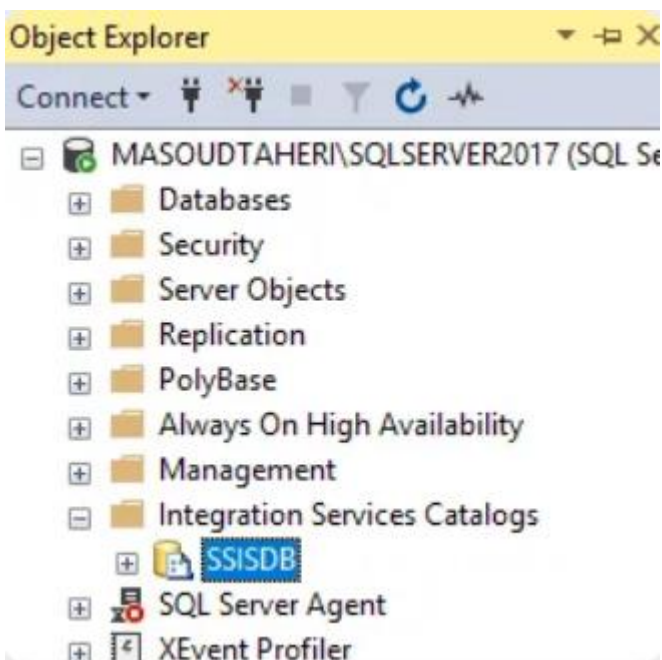 Object Explorer
Connect
MASOUDTAHERI\SQLSERVER2017 (SQL Se
Databases
Security
Server Objects
Replication
PolyBase
Always On High Availability
Management
Integration Services Catalogs
SSISDB
SQL Server Agent
XEvent Profiler